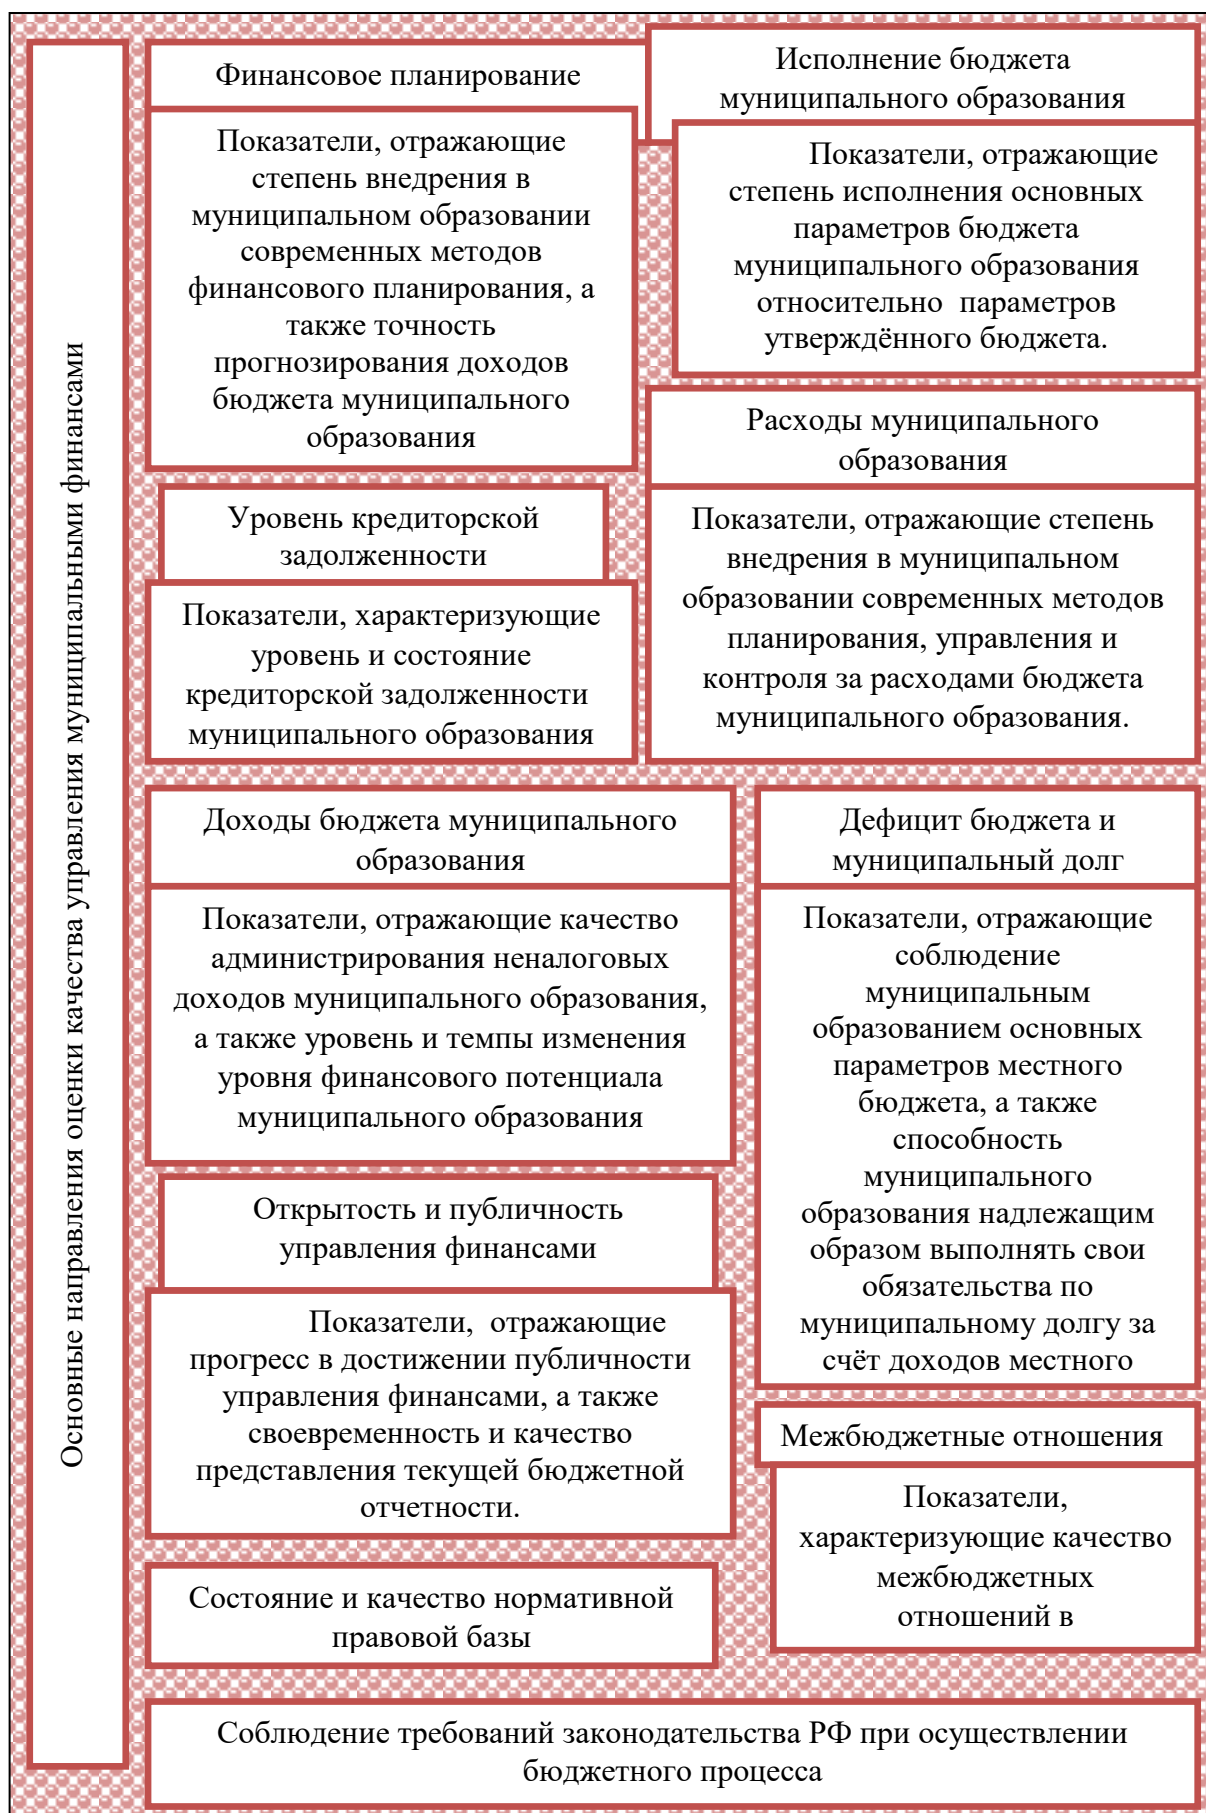 Основные направления оценки качества управления муниципальными финансами
Финансовое планирование
Показатели, отражающие
степень внедрения в
муниципальном образовании
современных методов
финансового планирования, а
также точность
прогнозирования доходов
бюджета муниципального
образования
Исполнение бюджета
муниципального образования
Показатели, отражающие
степень исполнения основных
параметров бюджета
муниципального образования
относительно параметров
утверждённого бюджета.
Уровень кредиторской
задолженности
Показатели, характеризующие
уровень и состояние
кредиторской задолженности
муниципального образования
Расходы муниципального
образования
Показатели, отражающие степень
внедрения в муниципальном
образовании современных методов
планирования, управления и
контроля за расходами бюджета
муниципального образования.
Доходы бюджета муниципального
образования
Показатели, отражающие качество
администрирования неналоговых
доходов муниципального образования,
а также уровень и темпы изменения
уровня финансового потенциала
муниципального образования
Дефицит бюджета и
муниципальный долг
Показатели, отражающие
соблюдение
муниципальным
образованием основных
параметров местного
бюджета, а также
способность
муниципального
образования надлежащим
образом выполнять свои
обязательства по
муниципальному долгу за
счёт доходов местного
Открытость и публичность
управления финансами
Показатели, отражающие
прогресс в достижении публичности
управления финансами, а также
своевременность и качество
представления текущей бюджетной
отчетности.
Межбюджетные отношения
Показатели,
характеризующие качество
межбюджетных
отношений в
Состояние и качество нормативной
правовой базы
Соблюдение требований законодательства РФ при осуществлении
бюджетного процесса